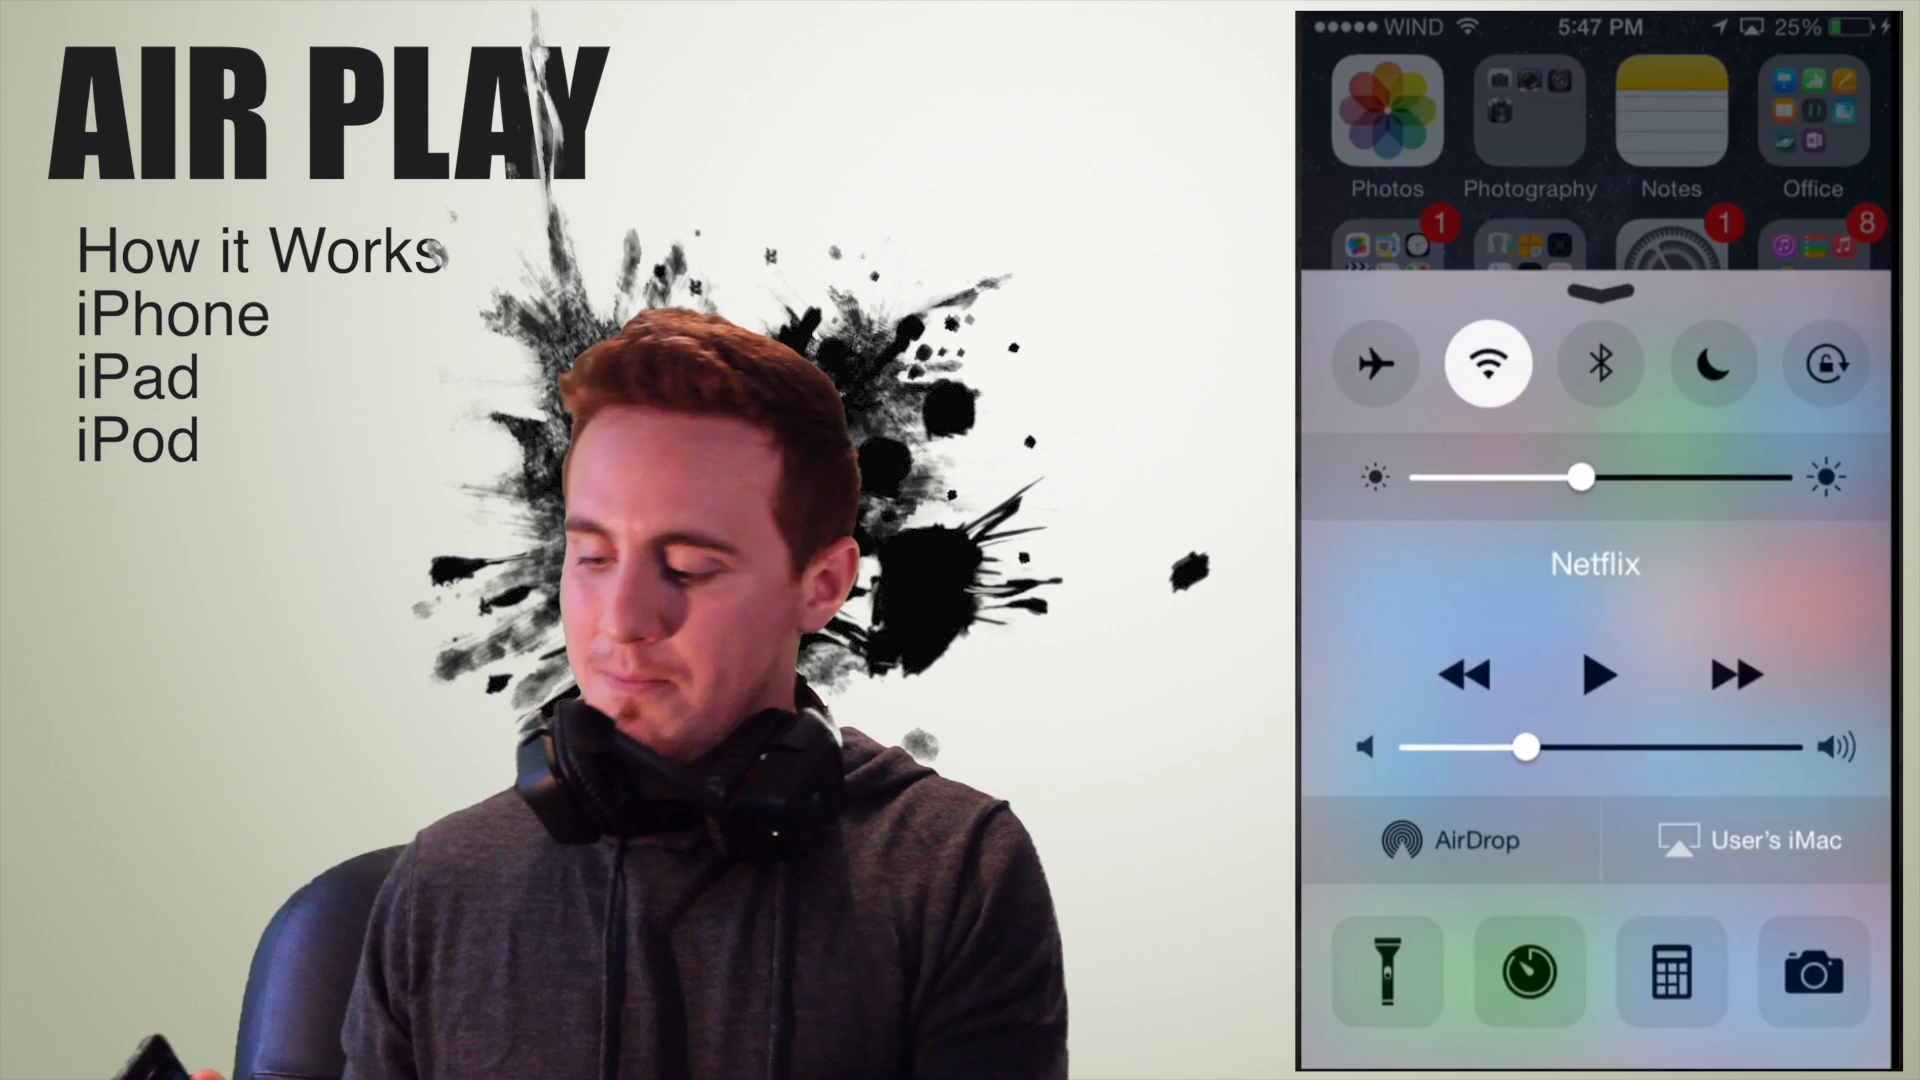 AIR PLAY
How it Works
iPhone
iPad
iPod
WIND 5:47 PM 25%
Photos Photography Notes Office
1 1 8
Netflix
AirDrop User's iMac